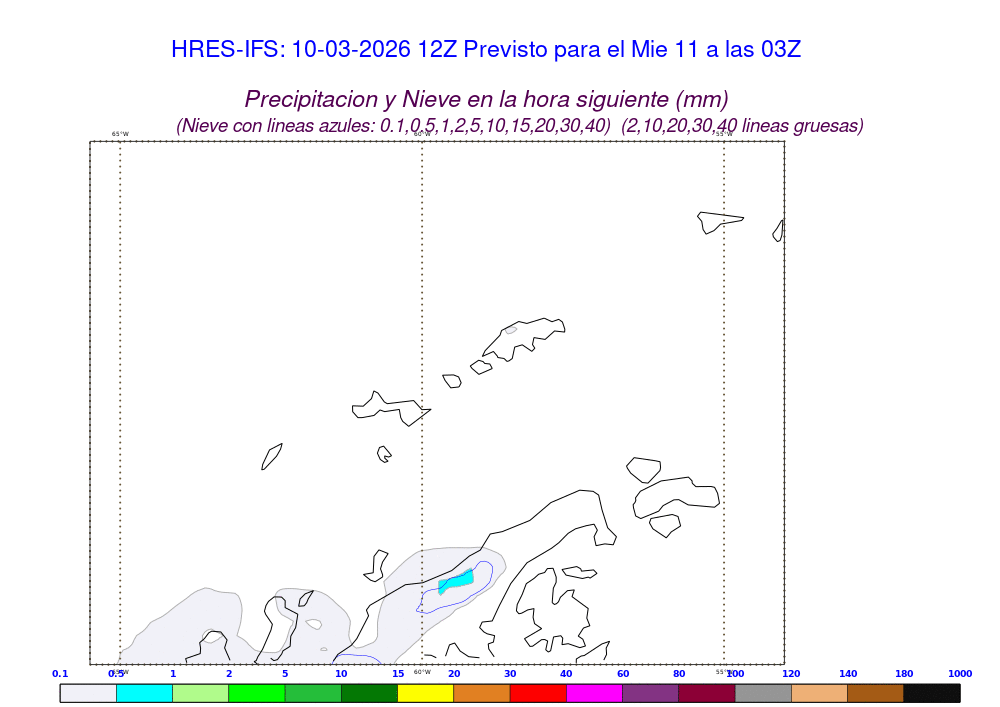 HRES-IFS: 10-03-2026 12Z Previsto para el Mie 11 a las 03Z
Precipitacion y Nieve en la hora siguiente (mm)
(Nieve con lineas azules: 0.1,0.5,1,2,5,10,15,20,30,40)  (2,10,20,30,40 lineas gruesas)
65°W 60°W 55°W
65°W 60°W 55°W
0.1 0.5 1 2 5 10 15 20 30 40 60 80 100 120 140 180 1000